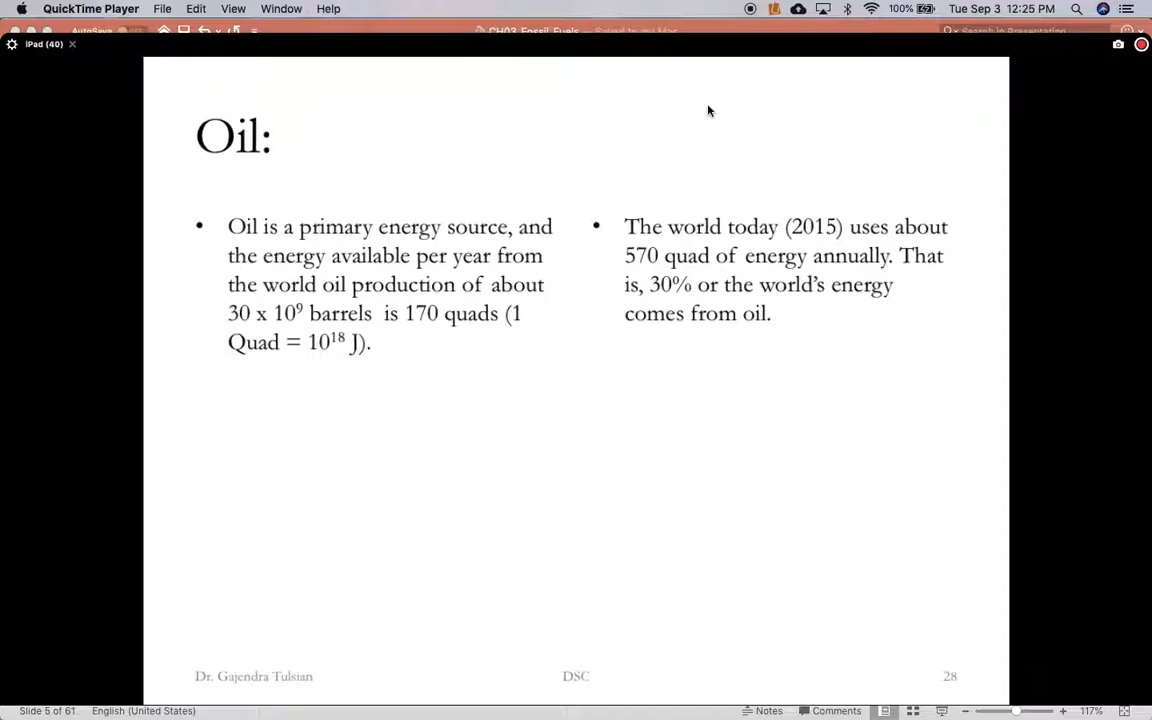 QuickTime Player File Edit View Window Help 100% Tue Sep 3 12:25 PM
iPad (40)
Oil:
• Oil is a primary energy source, and
the energy available per year from
the world oil production of about
30 x 10⁹ barrels is 170 quads (1
Quad = 10¹⁸ J).
• The world today (2015) uses about
570 quad of energy annually. That
is, 30% or the world's energy
comes from oil.
Dr. Gajendra Tulsian DSC 28
Slide 5 of 61 English (United States) Notes Comments 117%